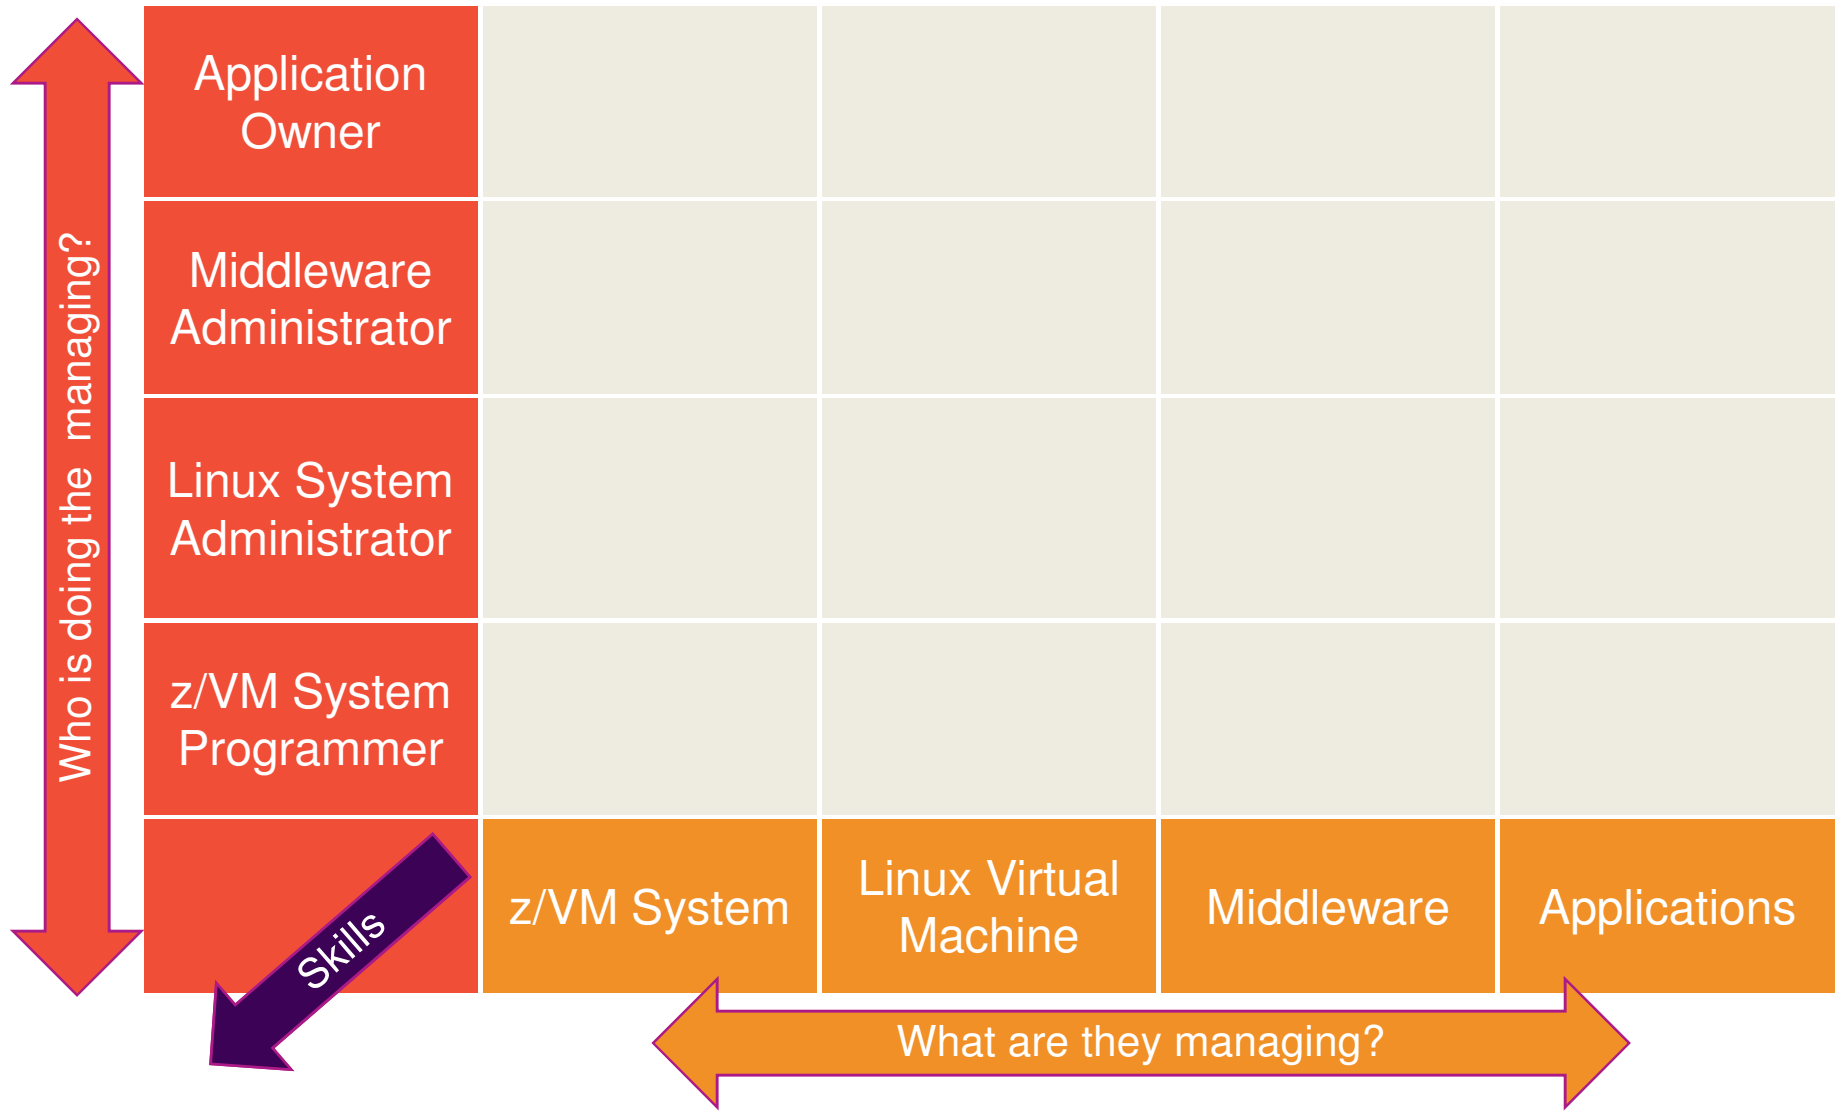 Who is doing the  managing?
Application
Owner
Middleware
Administrator
Linux System
Administrator
z/VM System
Programmer
Skills
z/VM System
Linux Virtual
Machine
Middleware
Applications
What are they managing?